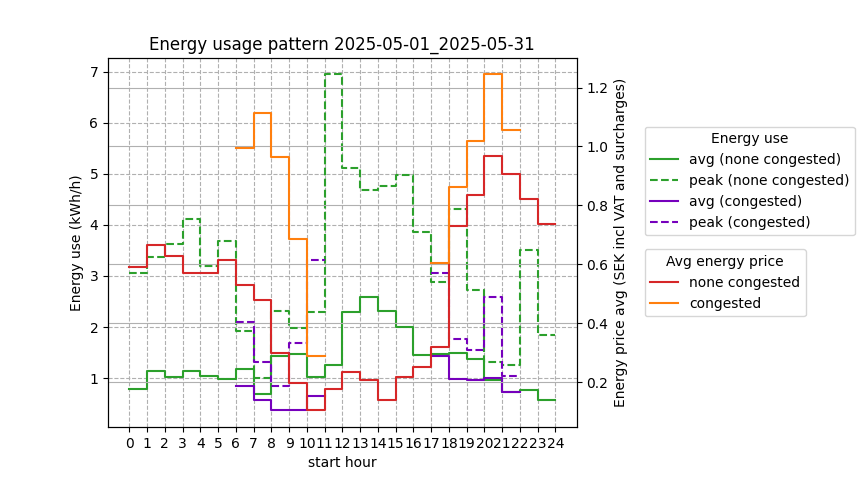 Energy usage pattern 2025-05-01_2025-05-31
7
6
5
4
3
2
1
Energy use (kWh/h)
1.2
1.0
0.8
0.6
0.4
0.2
Energy price avg (SEK incl VAT and surcharges)
0 1 2 3 4 5 6 7 8 9 10 11 12 13 14 15 16 17 18 19 20 21 22 23 24
start hour
Energy use
avg (none congested)
peak (none congested)
avg (congested)
peak (congested)
Avg energy price
none congested
congested